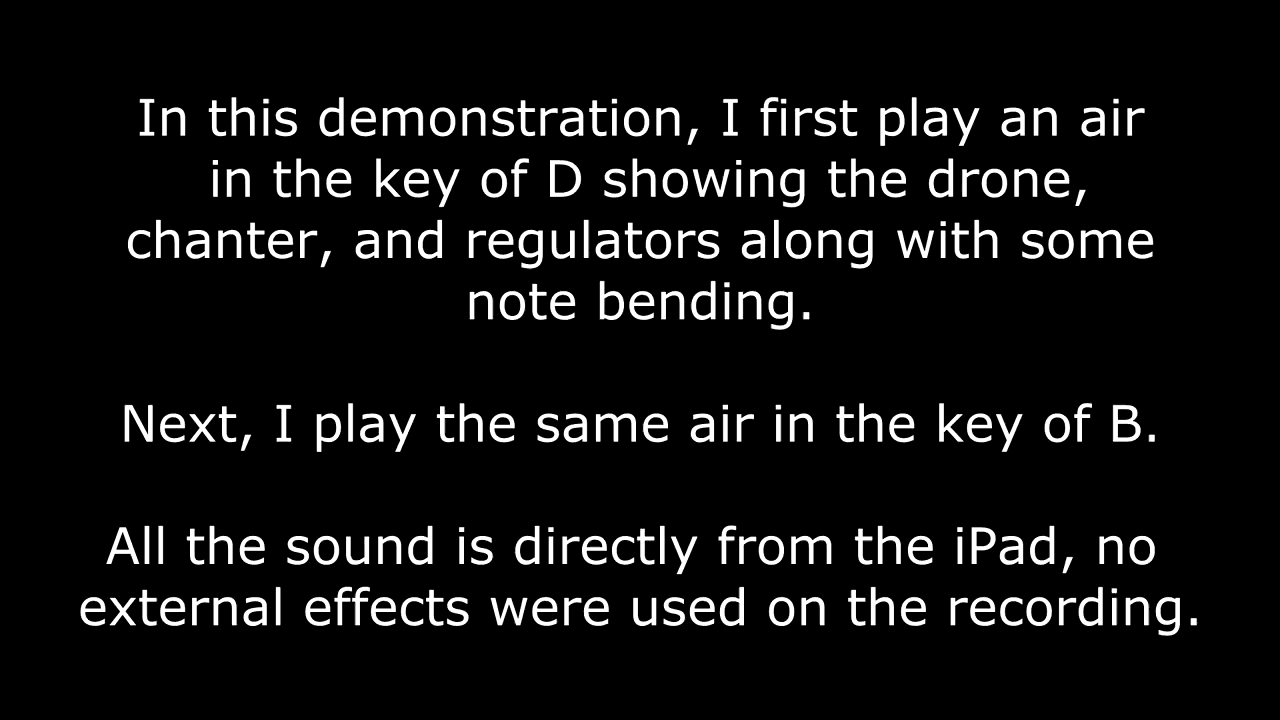 In this demonstration, I first play an air
in the key of D showing the drone,
chanter, and regulators along with some
note bending.
Next, I play the same air in the key of B.
All the sound is directly from the iPad, no
external effects were used on the recording.